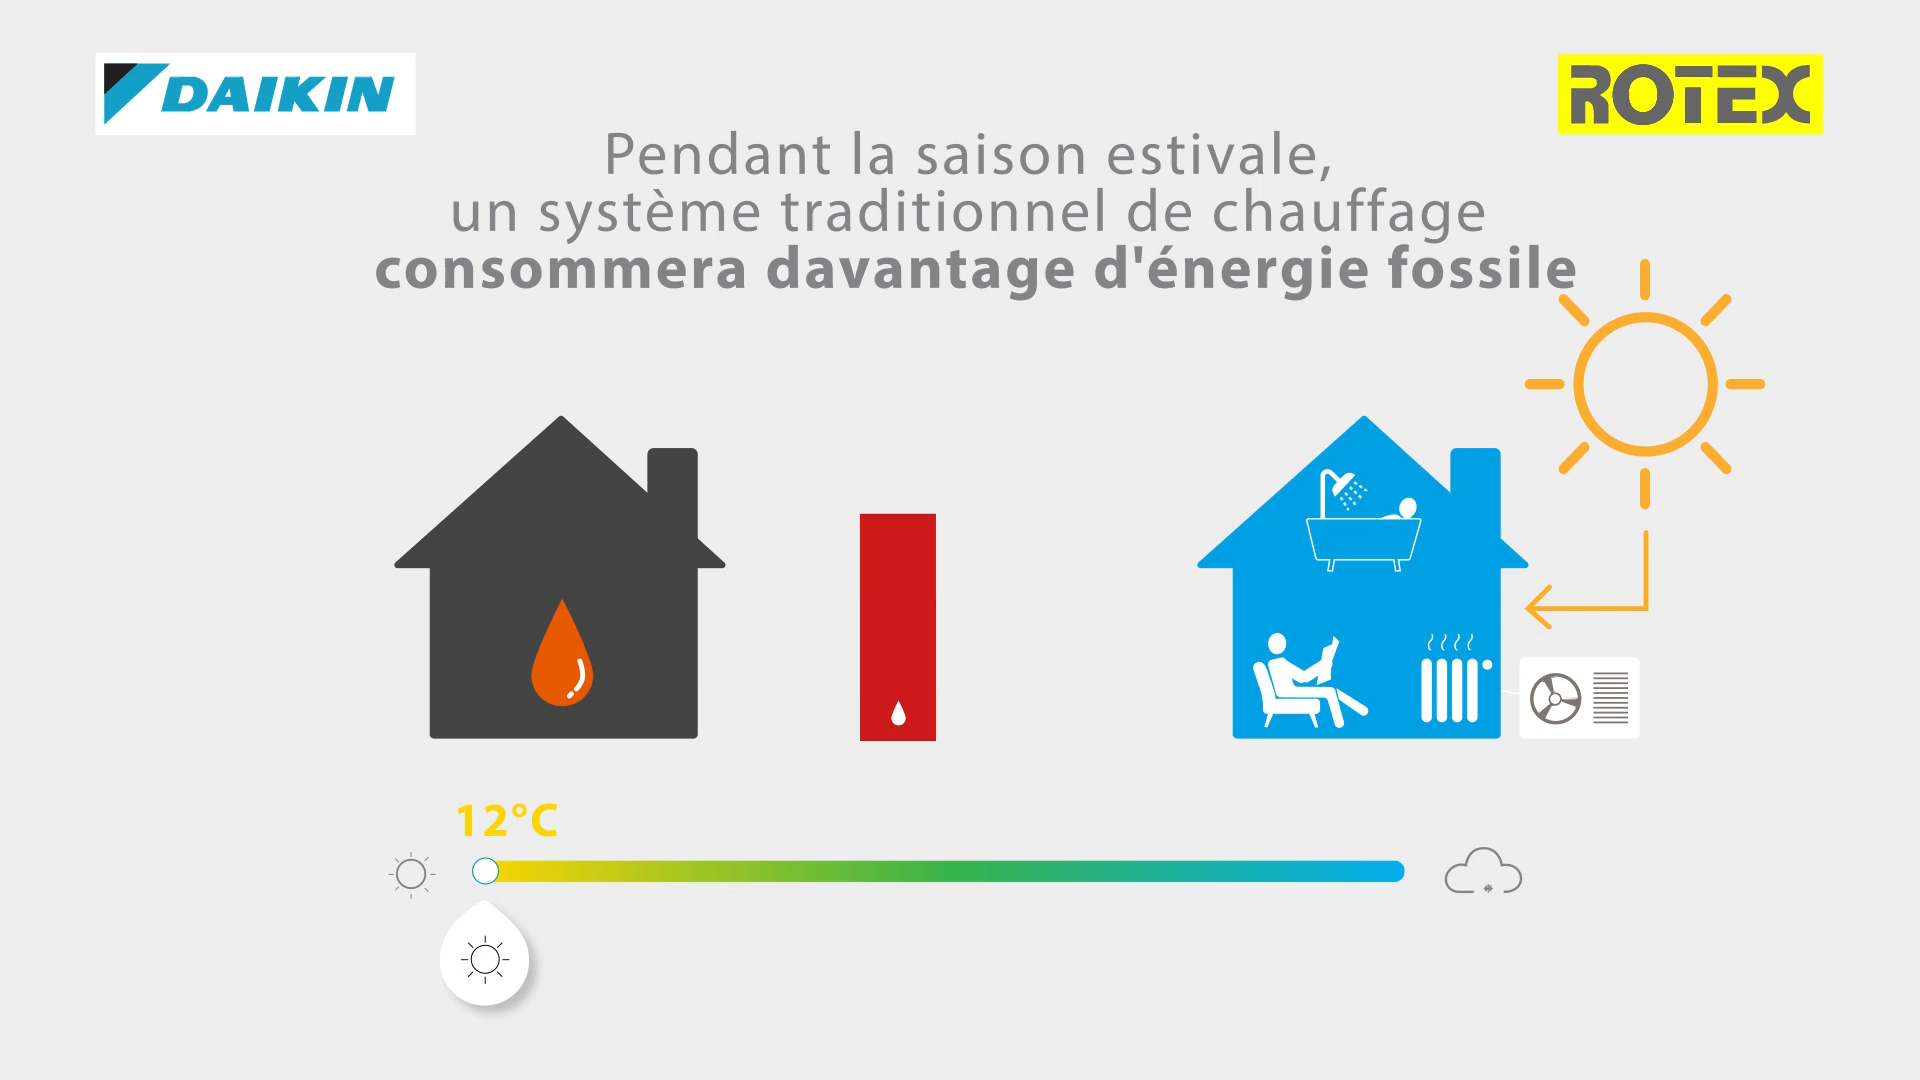 DAIKIN
ROTEX
Pendant la saison estivale,
un système traditionnel de chauffage
consommera davantage d'énergie fossile
12°C